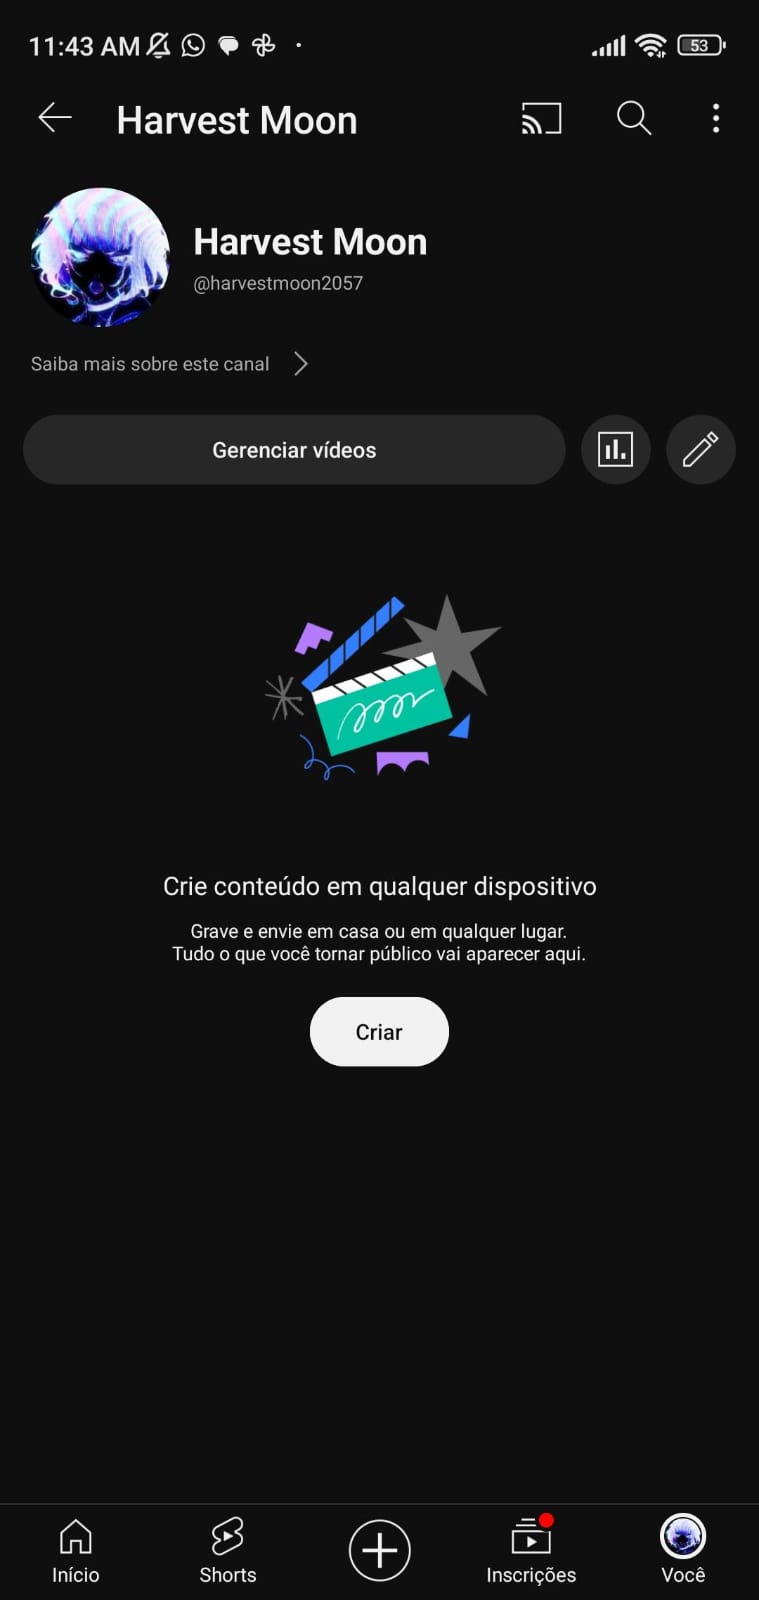 11:43 AM
53
Harvest Moon
Harvest Moon
@harvestmoon2057
Saiba mais sobre este canal
Gerenciar vídeos
Crie conteúdo em qualquer dispositivo
Grave e envie em casa ou em qualquer lugar.
Tudo o que você tornar público vai aparecer aqui.
Criar
Início
Shorts
Inscrições
Você